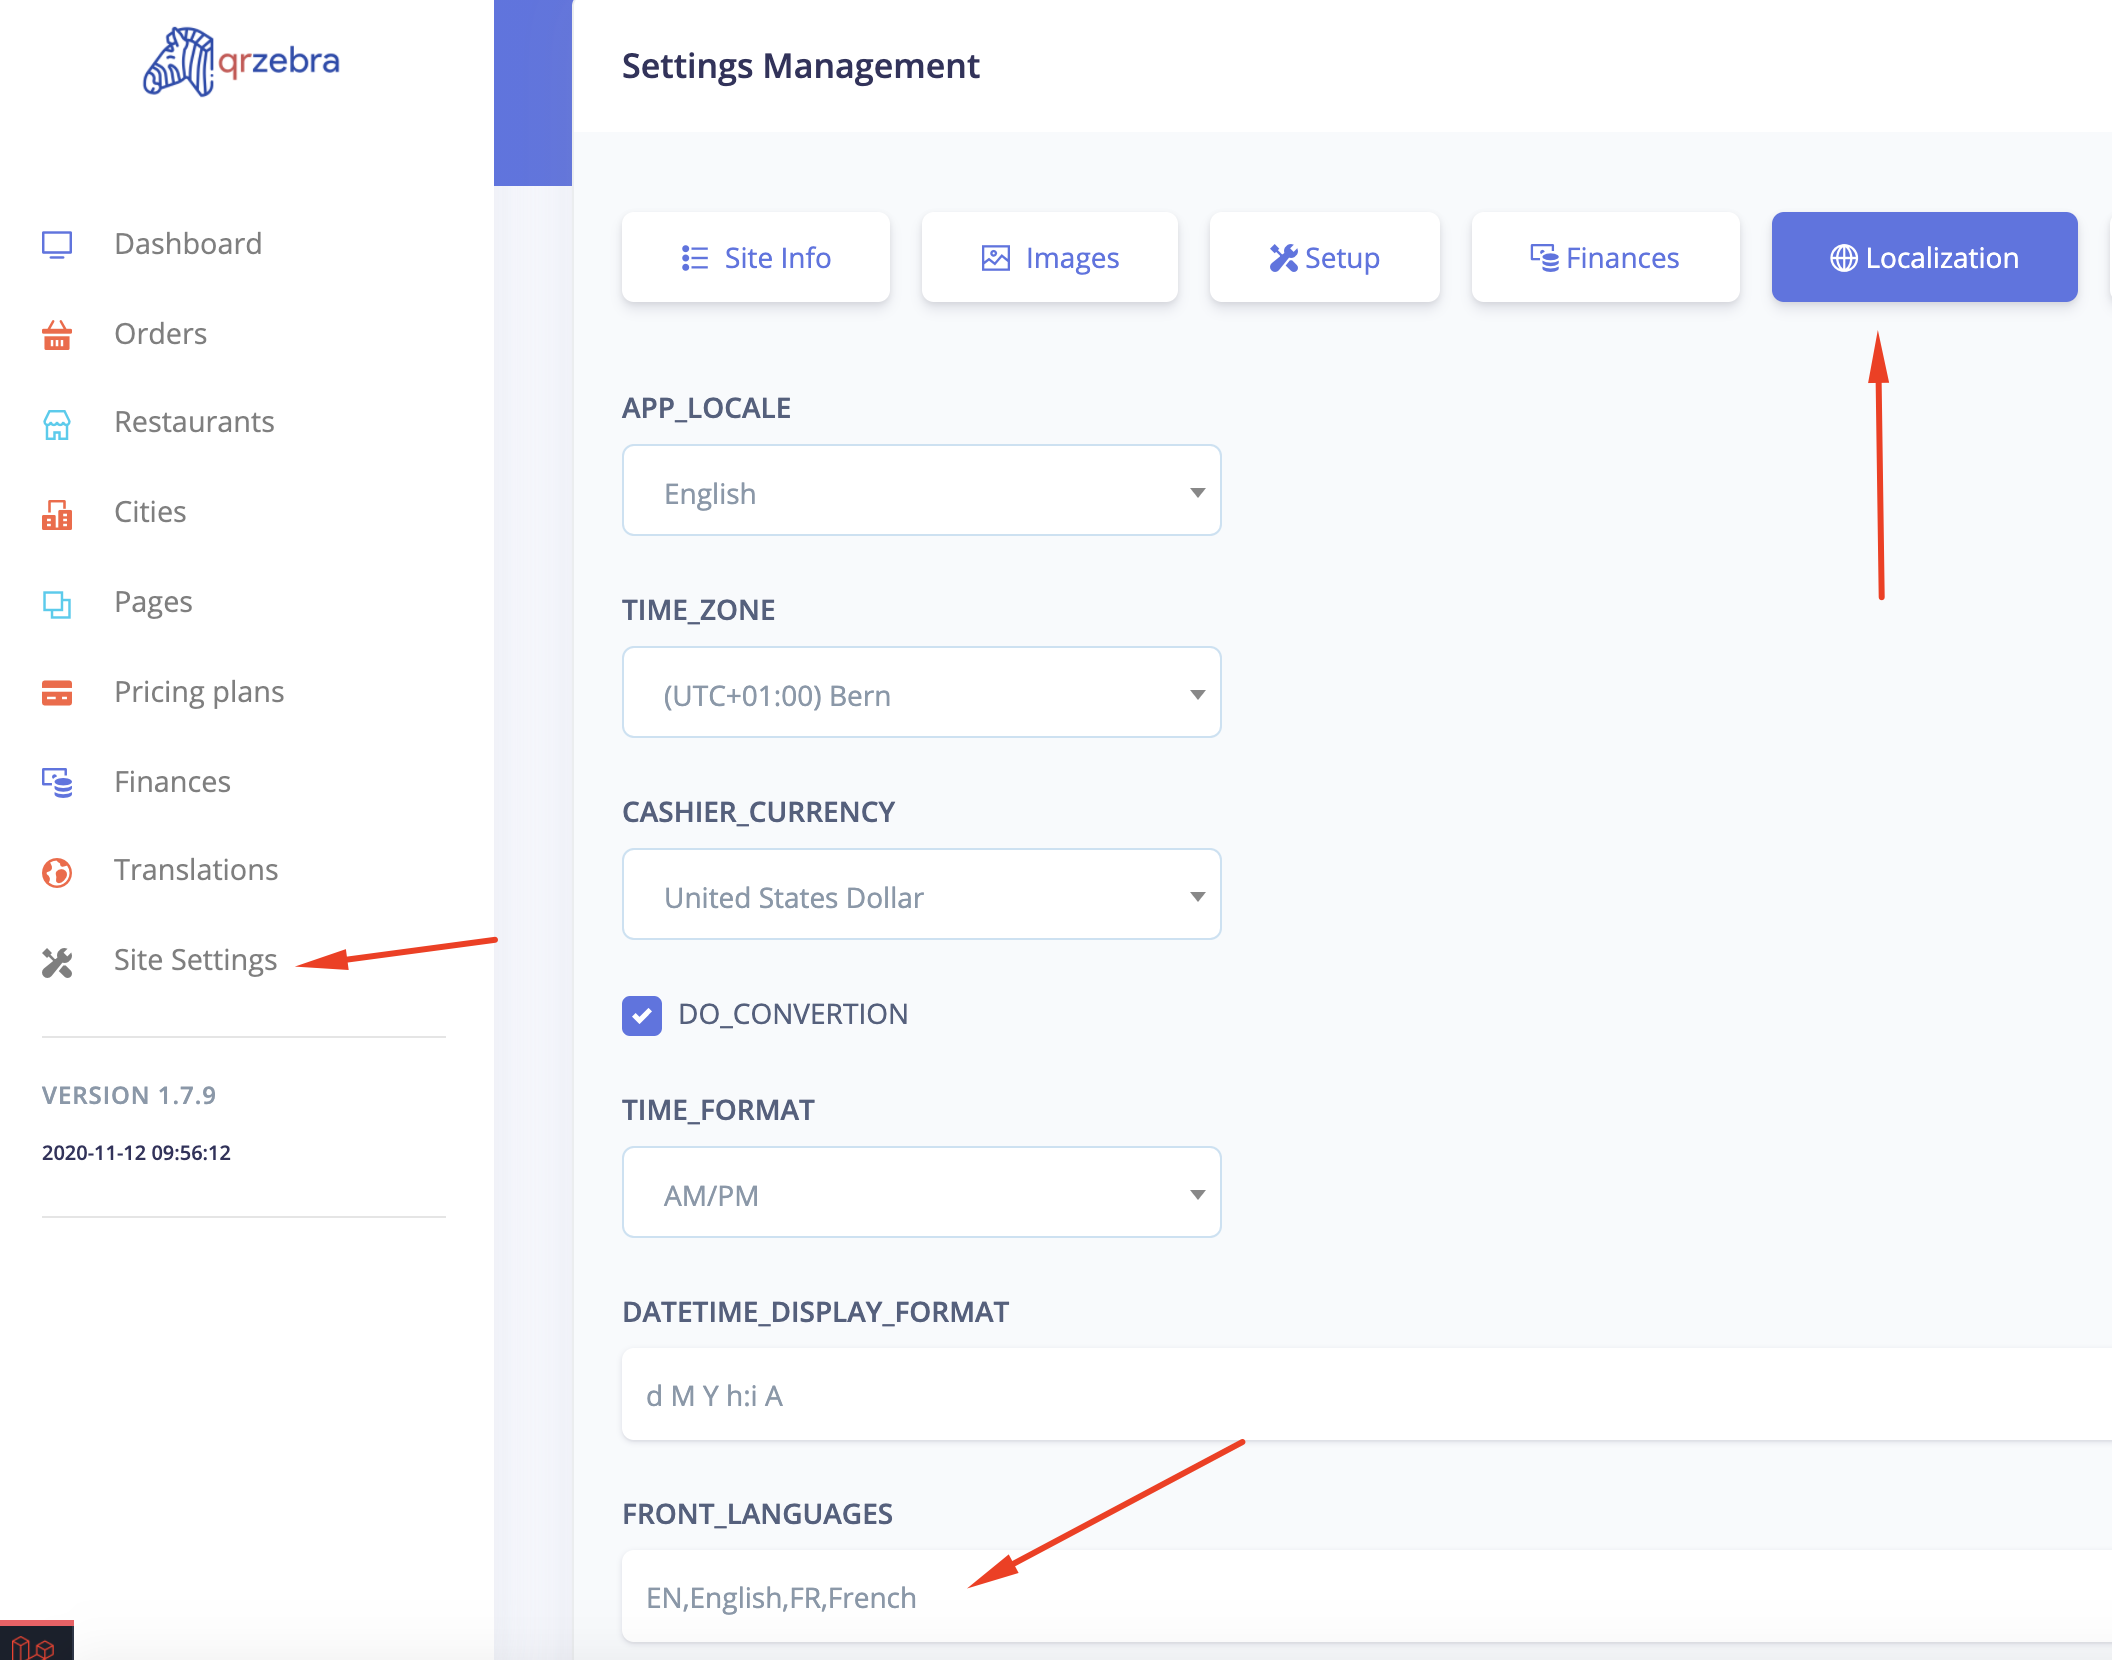 qrzebra
Dashboard
Orders
Restaurants
Cities
Pages
Pricing plans
Finances
Translations
Site Settings
VERSION 1.7.9
2020-11-12 09:56:12
Settings Management
Site Info
Images
Setup
Finances
Localization
APP_LOCALE
English
TIME_ZONE
(UTC+01:00) Bern
CASHIER_CURRENCY
United States Dollar
DO_CONVERTION
TIME_FORMAT
AM/PM
DATETIME_DISPLAY_FORMAT
d M Y h:i A
FRONT_LANGUAGES
EN,English,FR,French